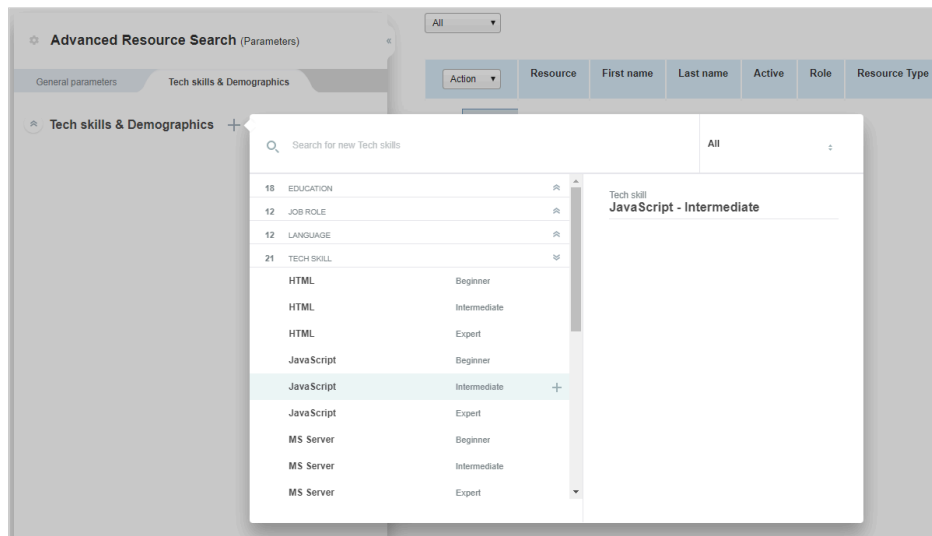 All
Advanced Resource Search (Parameters)
«
General parameters
Tech skills & Demographics
Action
Resource
First name
Last name
Active
Role
Resource Type
Tech skills & Demographics +
Search for new Tech skills
All
18 EDUCATION
12 JOB ROLE
12 LANGUAGE
21 TECH SKILL
HTML Beginner
HTML Intermediate
HTML Expert
JavaScript Beginner
JavaScript Intermediate +
JavaScript Expert
MS Server Beginner
MS Server Intermediate
MS Server Expert
Tech skill
JavaScript - Intermediate